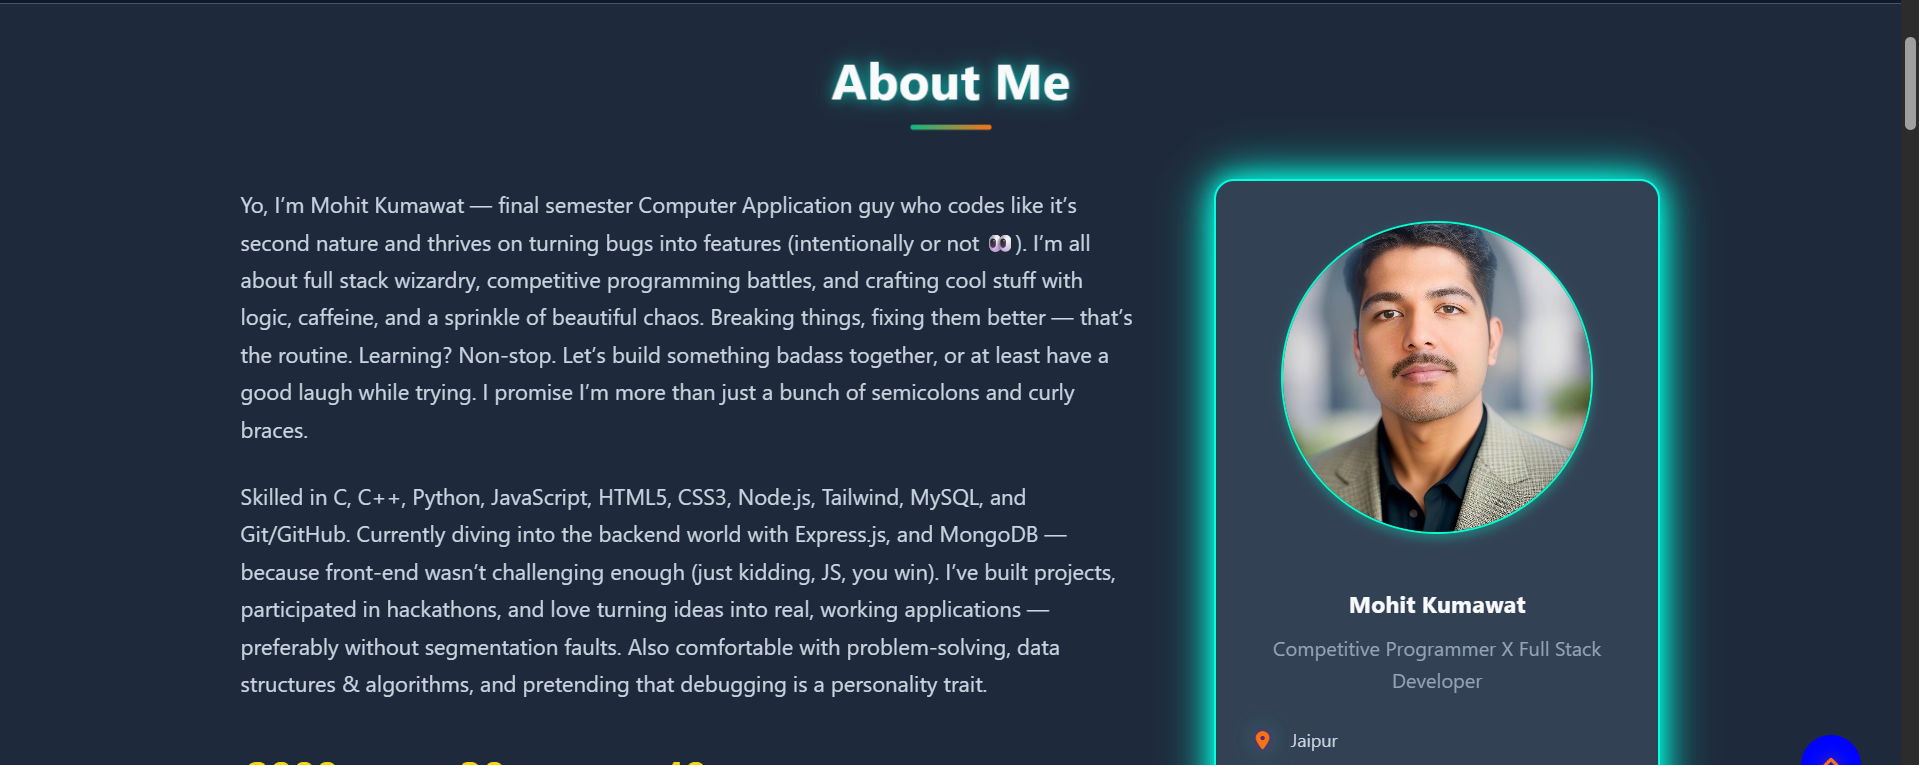 About Me
Yo, I’m Mohit Kumawat — final semester Computer Application guy who codes like it’s
second nature and thrives on turning bugs into features (intentionally or not 👀). I’m all
about full stack wizardry, competitive programming battles, and crafting cool stuff with
logic, caffeine, and a sprinkle of beautiful chaos. Breaking things, fixing them better — that’s
the routine. Learning? Non-stop. Let’s build something badass together, or at least have a
good laugh while trying. I promise I’m more than just a bunch of semicolons and curly
braces.
Skilled in C, C++, Python, JavaScript, HTML5, CSS3, Node.js, Tailwind, MySQL, and
Git/GitHub. Currently diving into the backend world with Express.js, and MongoDB —
because front-end wasn’t challenging enough (just kidding, JS, you win). I’ve built projects,
participated in hackathons, and love turning ideas into real, working applications —
preferably without segmentation faults. Also comfortable with problem-solving, data
structures & algorithms, and pretending that debugging is a personality trait.
Mohit Kumawat
Competitive Programmer X Full Stack
Developer
Jaipur